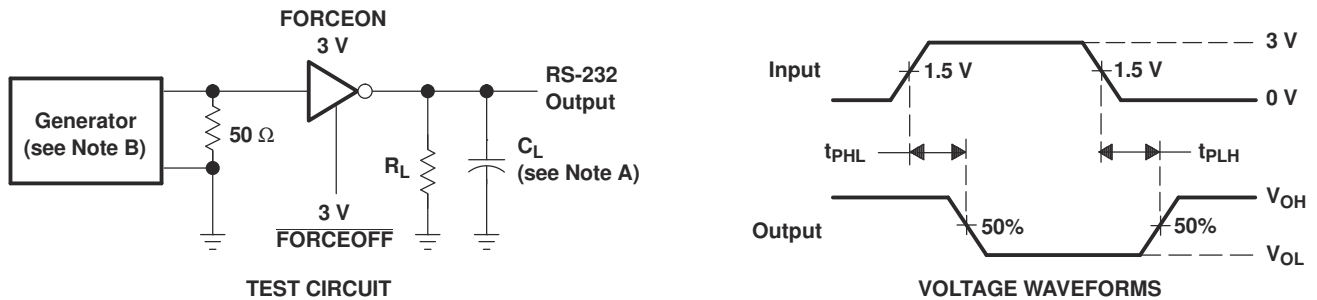 FORCEON
3 V
Generator
(see Note B)
50 Ω
RS-232
Output
R_L
C_L
(see Note A)
3 V
F̅O̅R̅C̅E̅O̅F̅F̅
TEST CIRCUIT
Input
1.5 V
1.5 V
3 V
0 V
t_PHL
t_PLH
Output
50%
50%
V_OH
V_OL
VOLTAGE WAVEFORMS